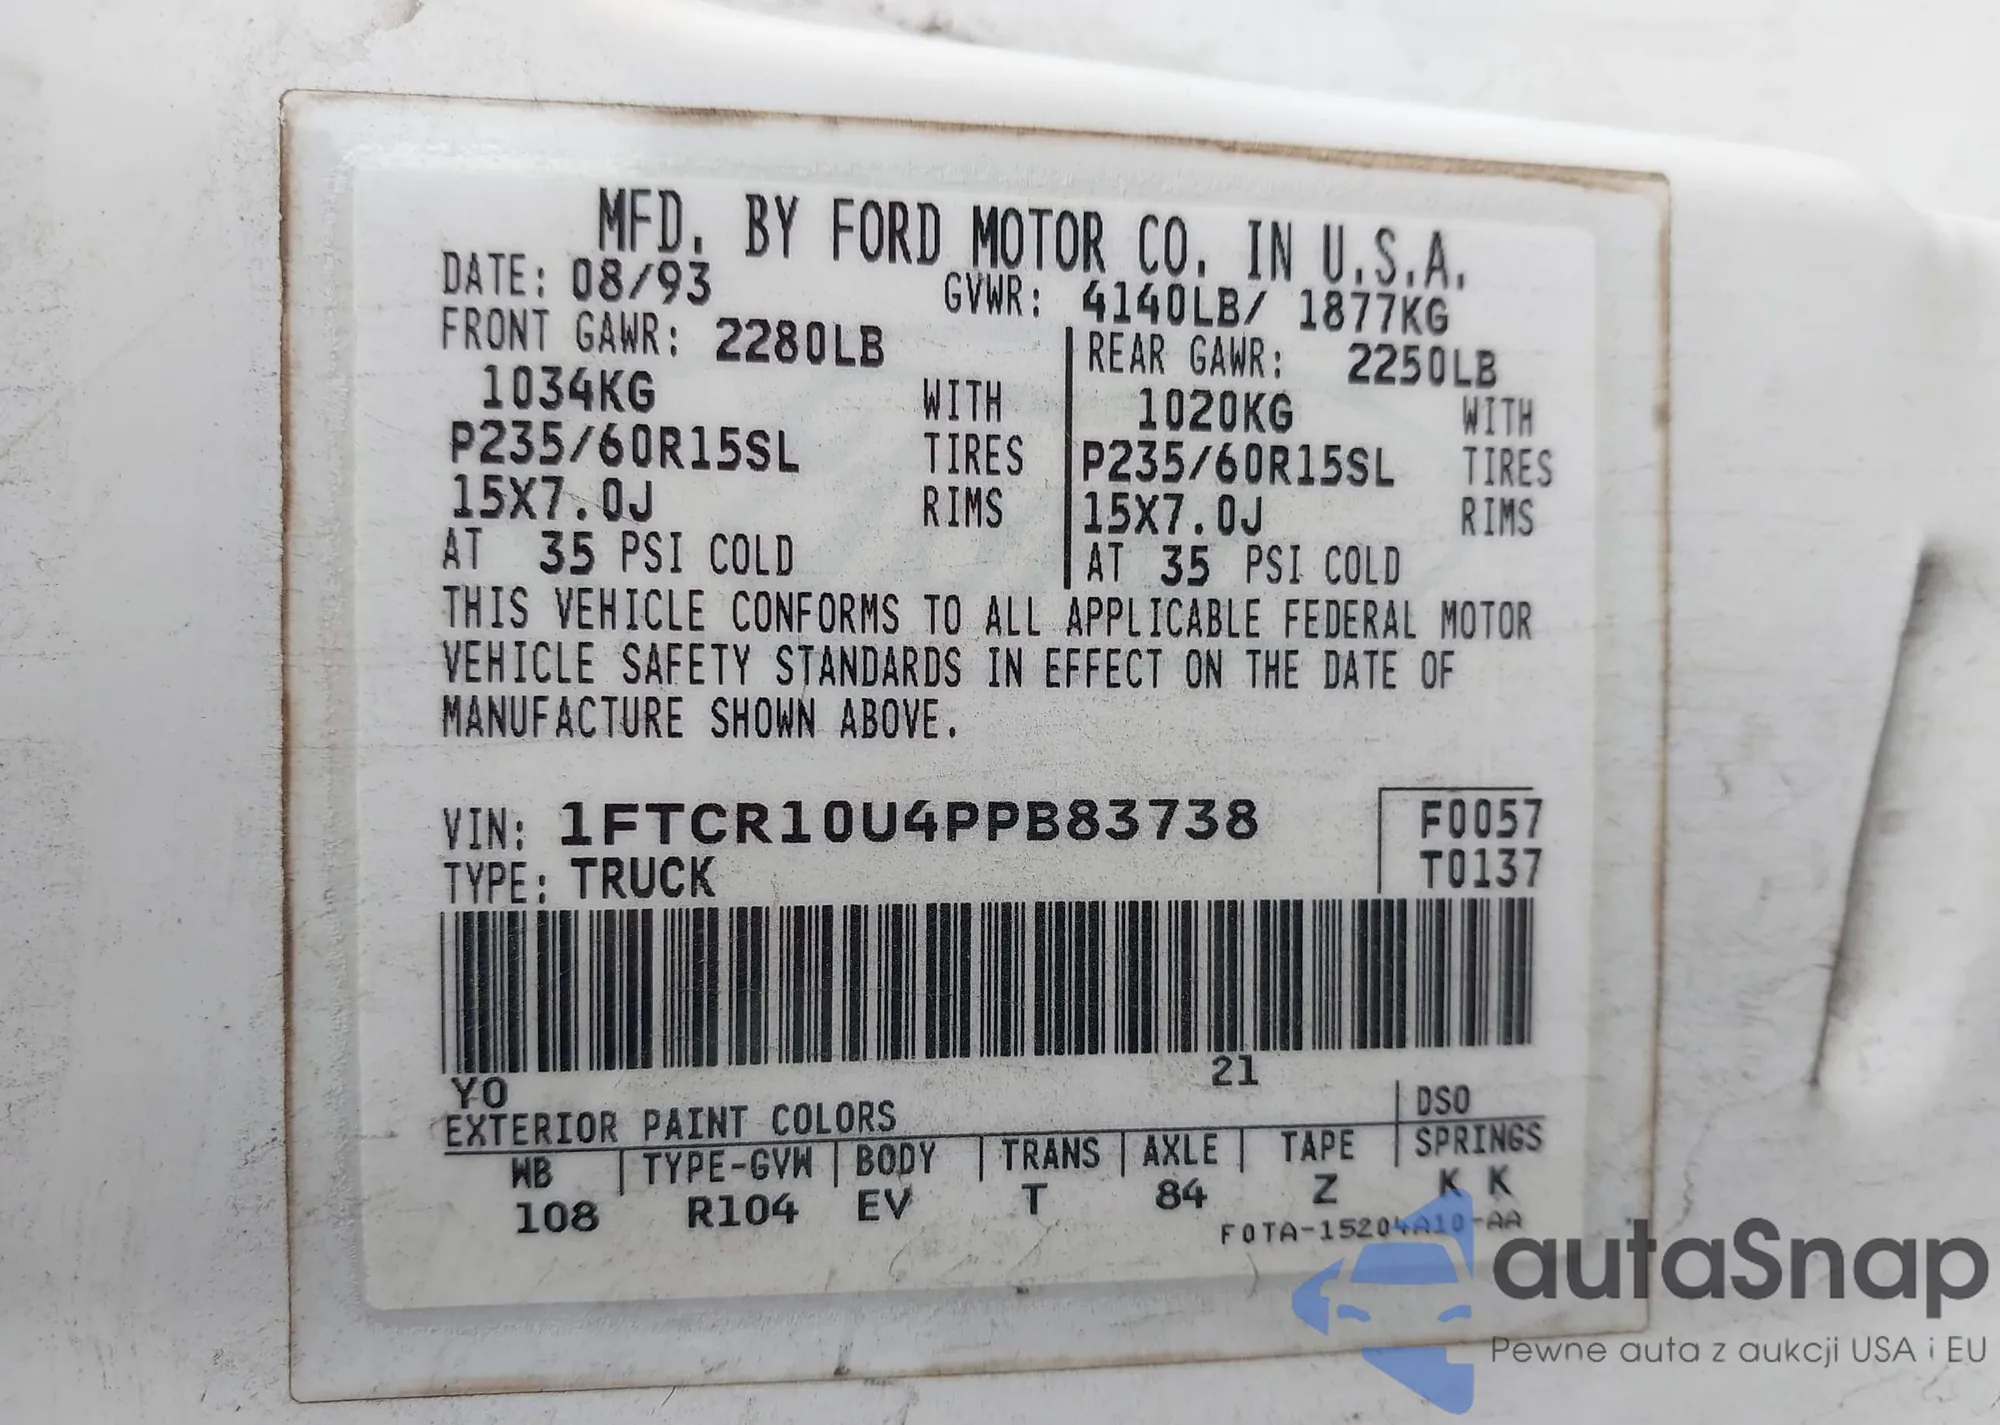 MFD. BY FORD MOTOR CO. IN U.S.A.
DATE: 08/93 GVWR: 4140LB/ 1877KG
FRONT GAWR: 2280LB REAR GAWR: 2250LB
1034KG WITH 1020KG WITH
P235/60R15SL TIRES P235/60R15SL TIRES
15X7.0J RIMS 15X7.0J RIMS
AT 35 PSI COLD AT 35 PSI COLD
THIS VEHICLE CONFORMS TO ALL APPLICABLE FEDERAL MOTOR
VEHICLE SAFETY STANDARDS IN EFFECT ON THE DATE OF
MANUFACTURE SHOWN ABOVE.
VIN: 1FTCR10U4PPB83738 F0057
TYPE: TRUCK T0137
YO 21
EXTERIOR PAINT COLORS DSO
WB TYPE-GVW BODY TRANS AXLE TAPE SPRINGS
108 R104 EV T 84 Z K K
F0TA-15204A10-AA
autaSnap
Pewne auta z aukcji USA i EU